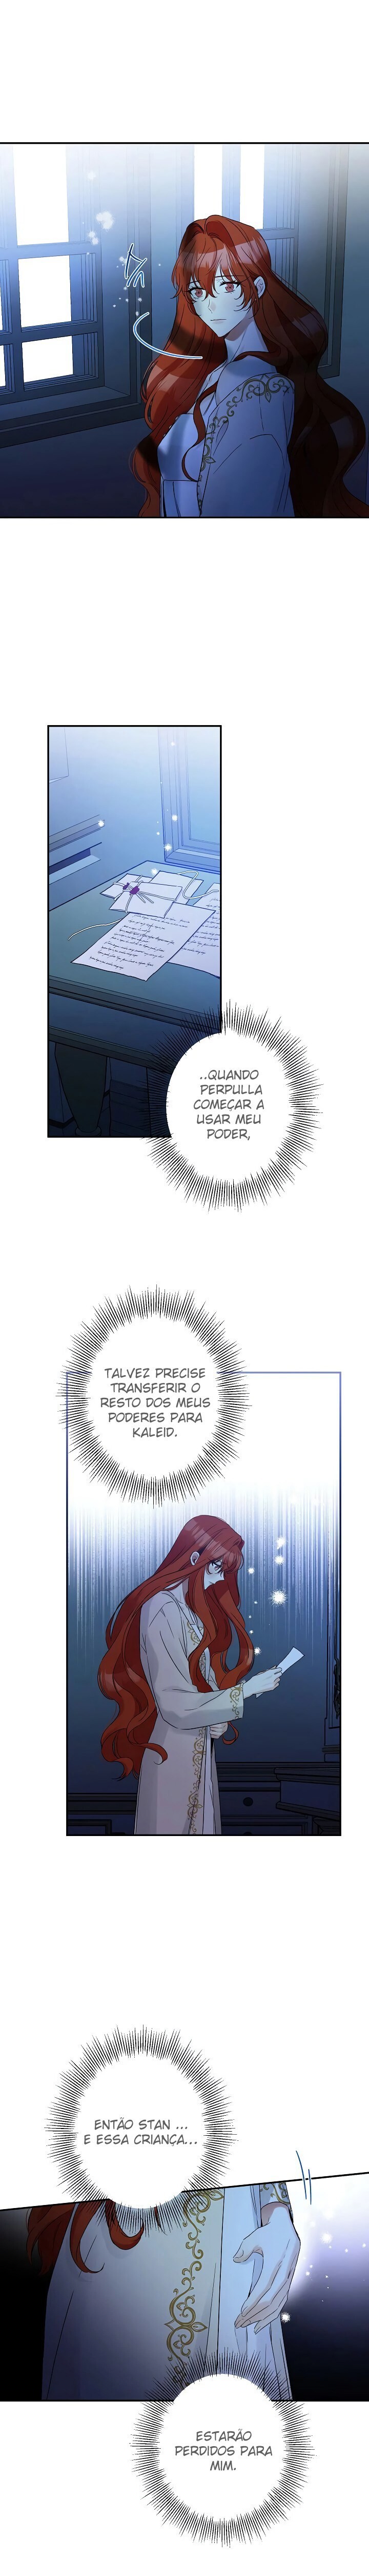 ..QUANDO
PERPULLA
COMEÇAR A
USAR MEU
PODER,
TALVEZ PRECISE
TRANSFERIR O
RESTO DOS MEUS
PODERES PARA
KALEID.
ENTÃO STAN ...
E ESSA CRIANÇA...
ESTARÃO
PERDIDOS PARA
MIM.